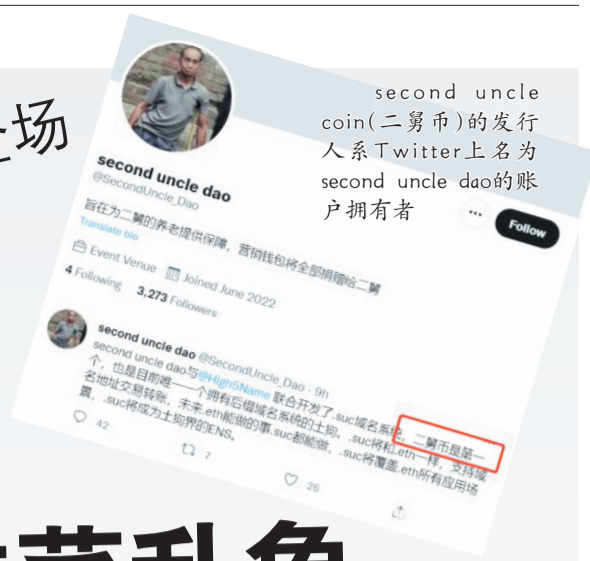 场
second uncle
coin(二舅币)的发行
人系Twitter上名为
second uncle dao的账
户拥有者
second uncle dao
@SecondUncle_Dao
旨在为二舅的养老提供保障，营销钱包将全部捐赠给二舅
Translate bio
Event Venue Joined June 2022
4 Following 3,273 Followers
Follow
second uncle dao @SecondUncle_Dao · 9h
second uncle dao与@High5Name 联合开发了.suc域名系统，二舅币是第一
个，也是目前唯一一个拥有后缀域名系统的土狗。.suc将和.eth一样，支持域
名地址交易转账，未来.eth能做的事.suc都能做，.suc将覆盖.eth所有应用场
景，.suc将成为土狗界的ENS。
42 7 26
乱象